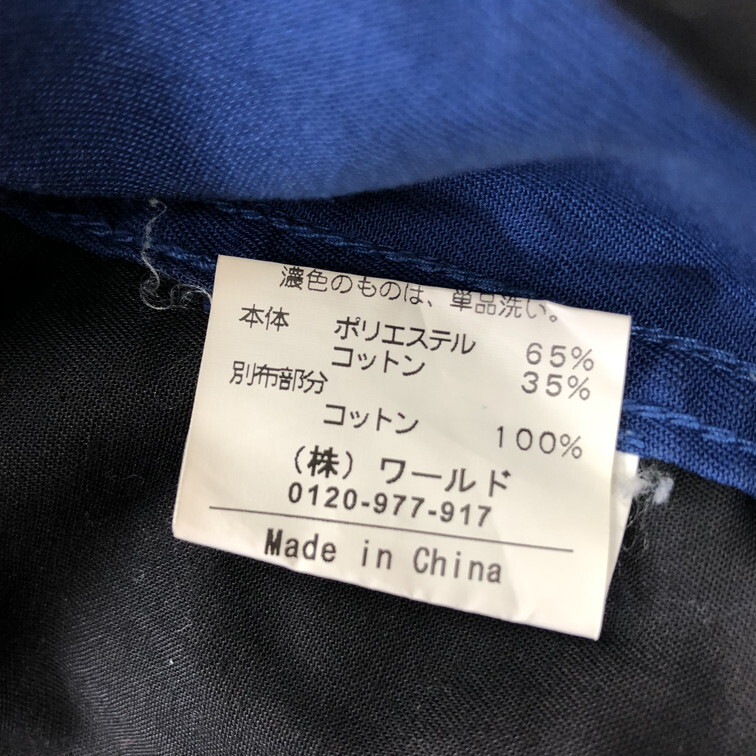 濃色のものは、単品洗い。
本体 ポリエステル 65%
コットン 35%
別布部分
コットン 100%
（株）ワールド
0120-977-917
Made in China